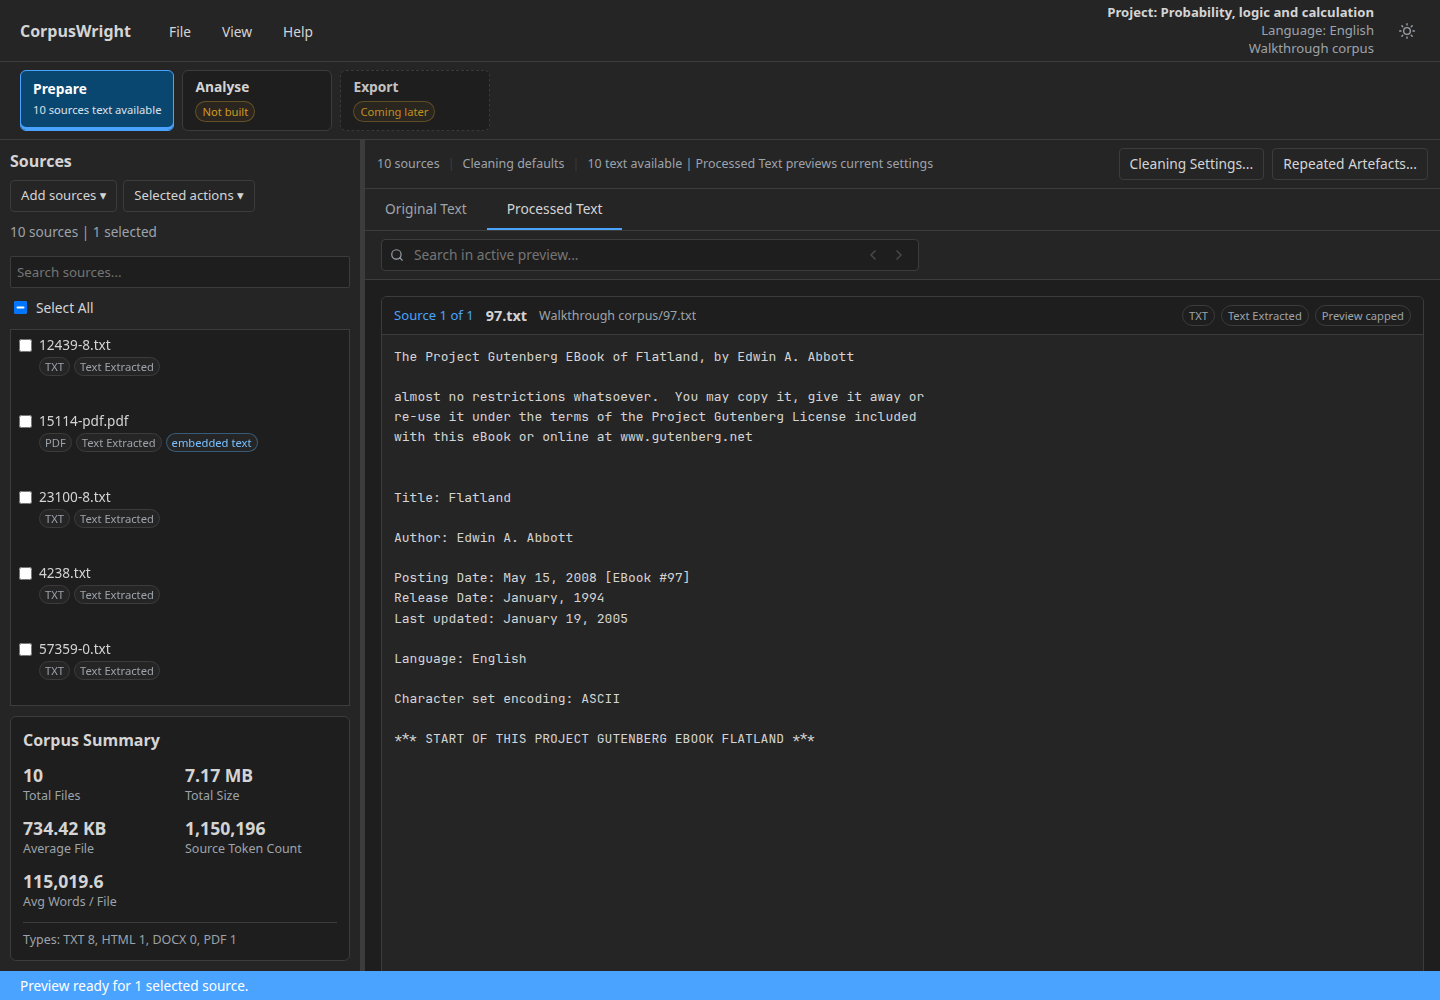 CorpusWright
File
View
Help
Project: Probability, logic and calculation
Language: English
Walkthrough corpus
Prepare
10 sources text available
Analyse
Not built
Export
Coming later
Sources
Add sources ▾
Selected actions ▾
10 sources | 1 selected
Search sources...
Select All
12439-8.txt
TXT
Text Extracted
15114-pdf.pdf
PDF
Text Extracted
embedded text
23100-8.txt
TXT
Text Extracted
4238.txt
TXT
Text Extracted
57359-0.txt
TXT
Text Extracted
Corpus Summary
10
Total Files
7.17 MB
Total Size
734.42 KB
Average File
1,150,196
Source Token Count
115,019.6
Avg Words / File
Types: TXT 8, HTML 1, DOCX 0, PDF 1
10 sources | Cleaning defaults | 10 text available | Processed Text previews current settings
Cleaning Settings...
Repeated Artefacts...
Original Text
Processed Text
Search in active preview...
Source 1 of 1 97.txt Walkthrough corpus/97.txt
TXT
Text Extracted
Preview capped
The Project Gutenberg EBook of Flatland, by Edwin A. Abbott
almost no restrictions whatsoever.  You may copy it, give it away or
re-use it under the terms of the Project Gutenberg License included
with this eBook or online at www.gutenberg.net
Title: Flatland
Author: Edwin A. Abbott
Posting Date: May 15, 2008 [EBook #97]
Release Date: January, 1994
Last updated: January 19, 2005
Language: English
Character set encoding: ASCII
*** START OF THIS PROJECT GUTENBERG EBOOK FLATLAND ***
Preview ready for 1 selected source.